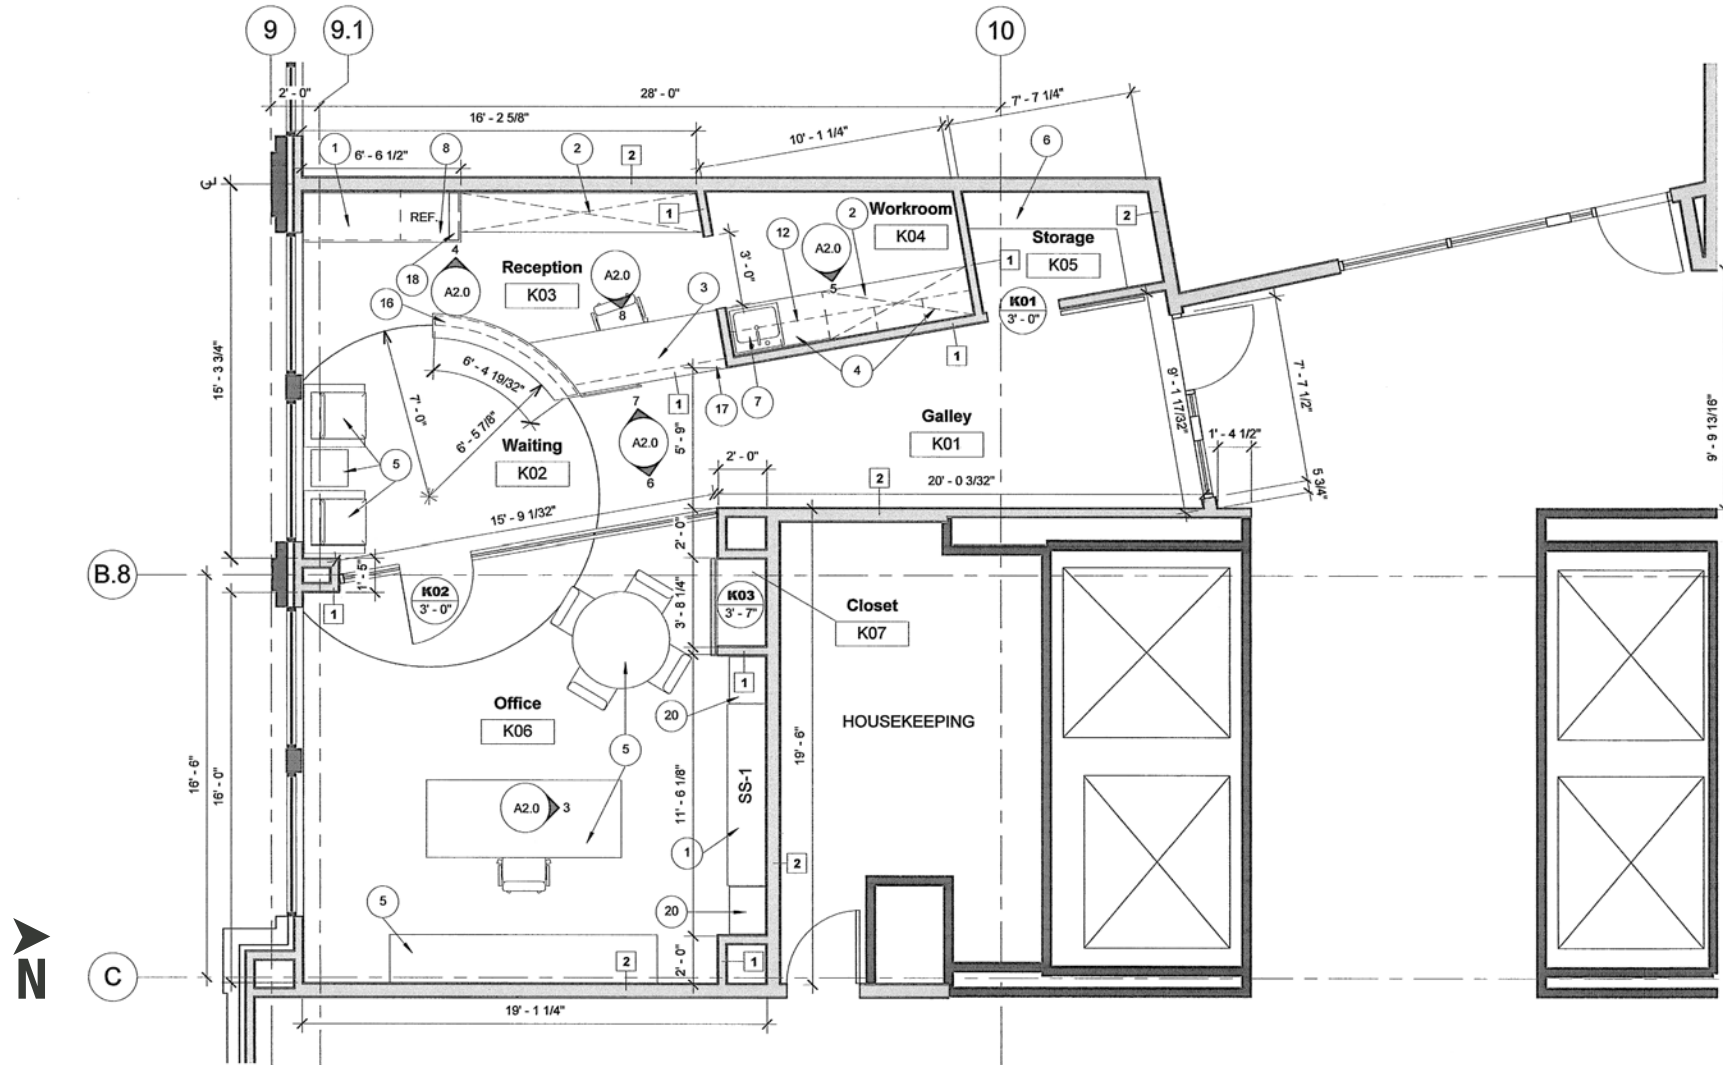 9
9.1
10
2' - 0"
28' - 0"
7' - 7 1/4"
16' - 2 5/8"
10' - 1 1/4"
1
6' - 6 1/2"
8
2
2
6
℄
REF.
1
Workroom
K04
2
12
A2.0
5
2
Storage
K05
1
4
18
A2.0
Reception
K03
A2.0
8
3' - 0"
3
16
K01
3' - 0"
15' - 3 3/4"
6' - 4 19/32"
7' - 0"
6' - 5 7/8"
1
17
7
4
1
9' - 1 17/32"
7' - 7 1/2"
9' - 9 13/16"
Waiting
K02
7
A2.0
6
5' - 9"
Galley
K01
1' - 4 1/2"
5
2' - 0"
2
20' - 0 3/32"
5 3/4"
15' - 9 1/32"
2' - 0"
B.8
1' - 5"
1
K02
3' - 0"
3' - 8 1/4"
K03
3' - 7"
Closet
K07
1
20
Office
K06
5
HOUSEKEEPING
16' - 6"
16' - 0"
11' - 6 1/8"
SS-1
19' - 6"
A2.0
3
1
2
5
20
N
C
2
2' - 0"
1
19' - 1 1/4"